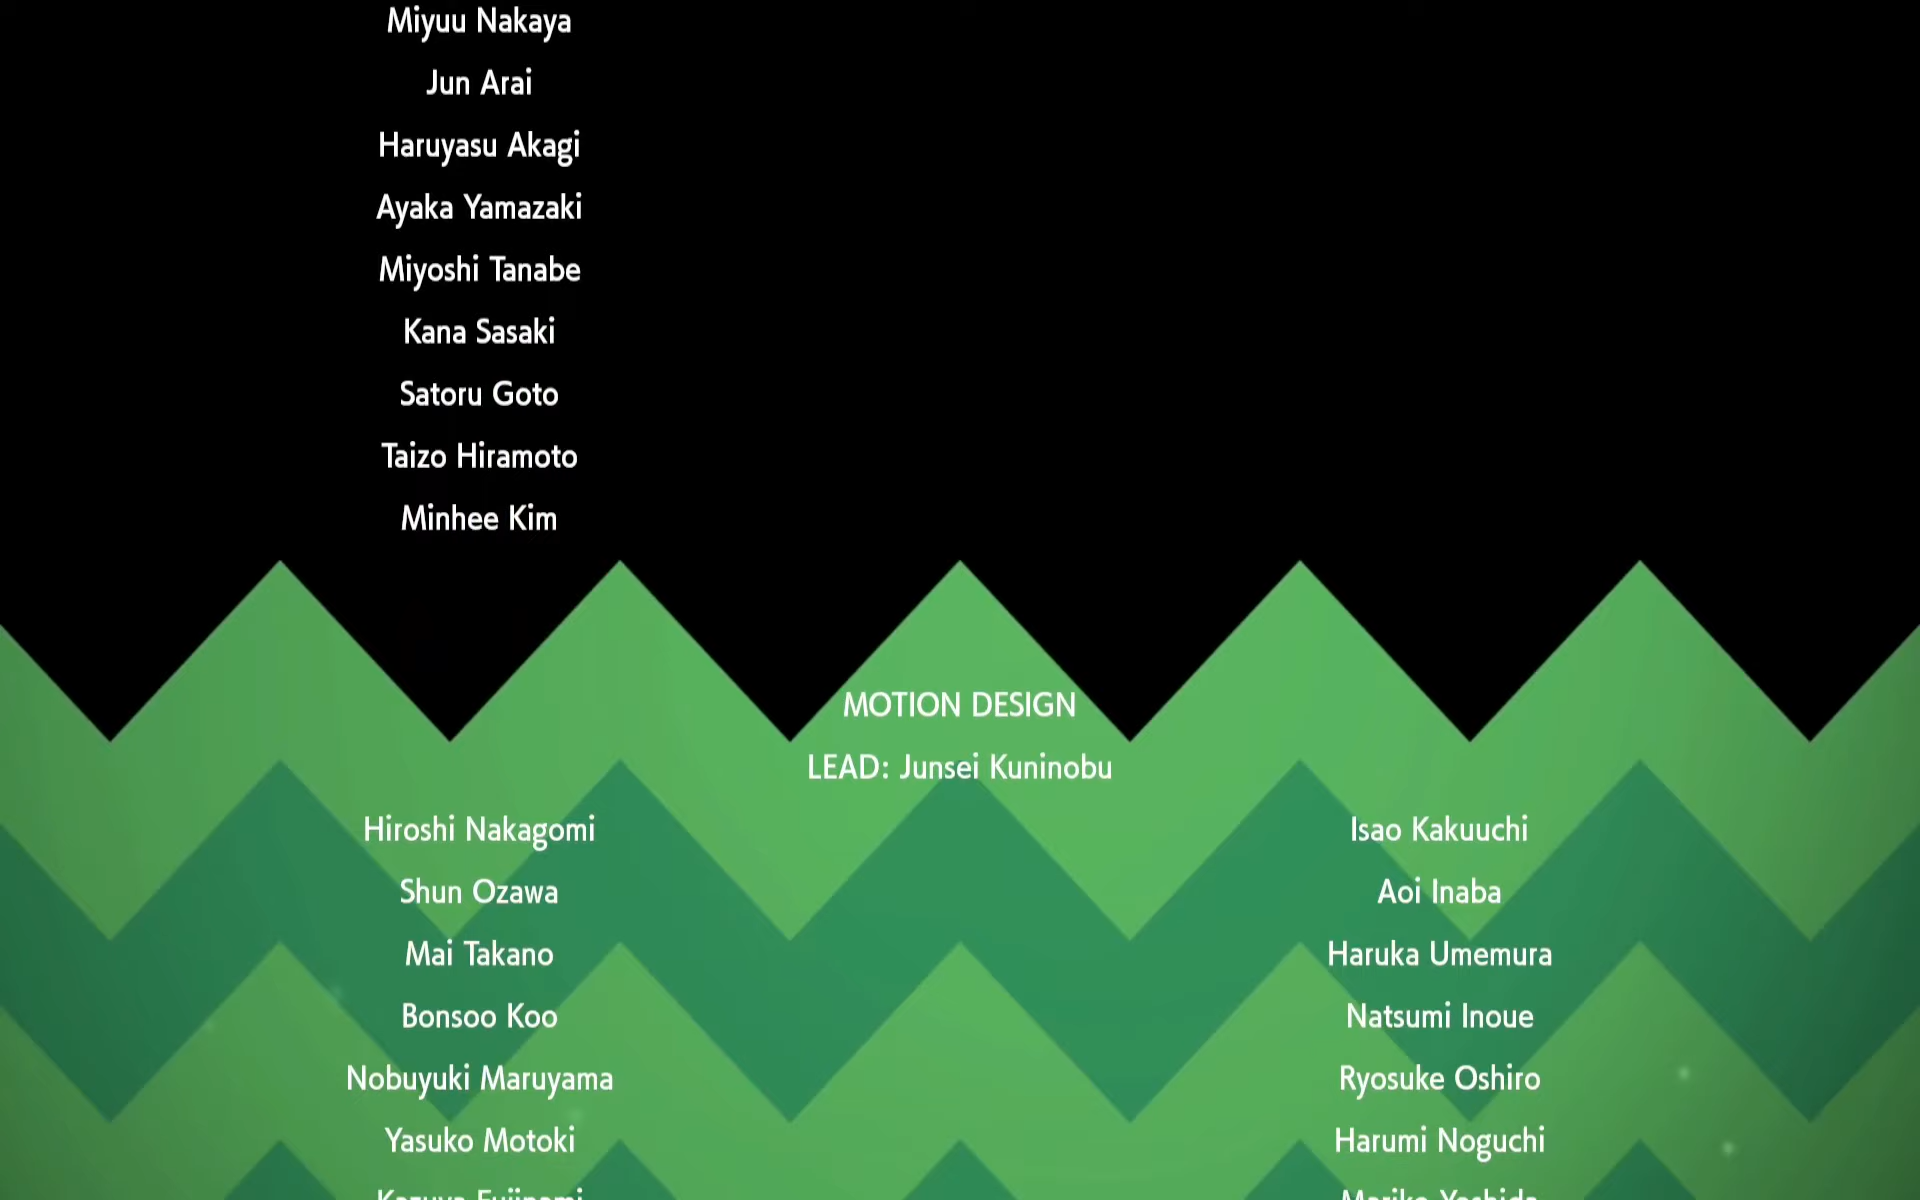 Miyuu Nakaya
Jun Arai
Haruyasu Akagi
Ayaka Yamazaki
Miyoshi Tanabe
Kana Sasaki
Satoru Goto
Taizo Hiramoto
Minhee Kim
MOTION DESIGN
LEAD: Junsei Kuninobu
Hiroshi Nakagomi
Isao Kakuuchi
Shun Ozawa
Aoi Inaba
Mai Takano
Haruka Umemura
Bonsoo Koo
Natsumi Inoue
Nobuyuki Maruyama
Ryosuke Oshiro
Yasuko Motoki
Harumi Noguchi